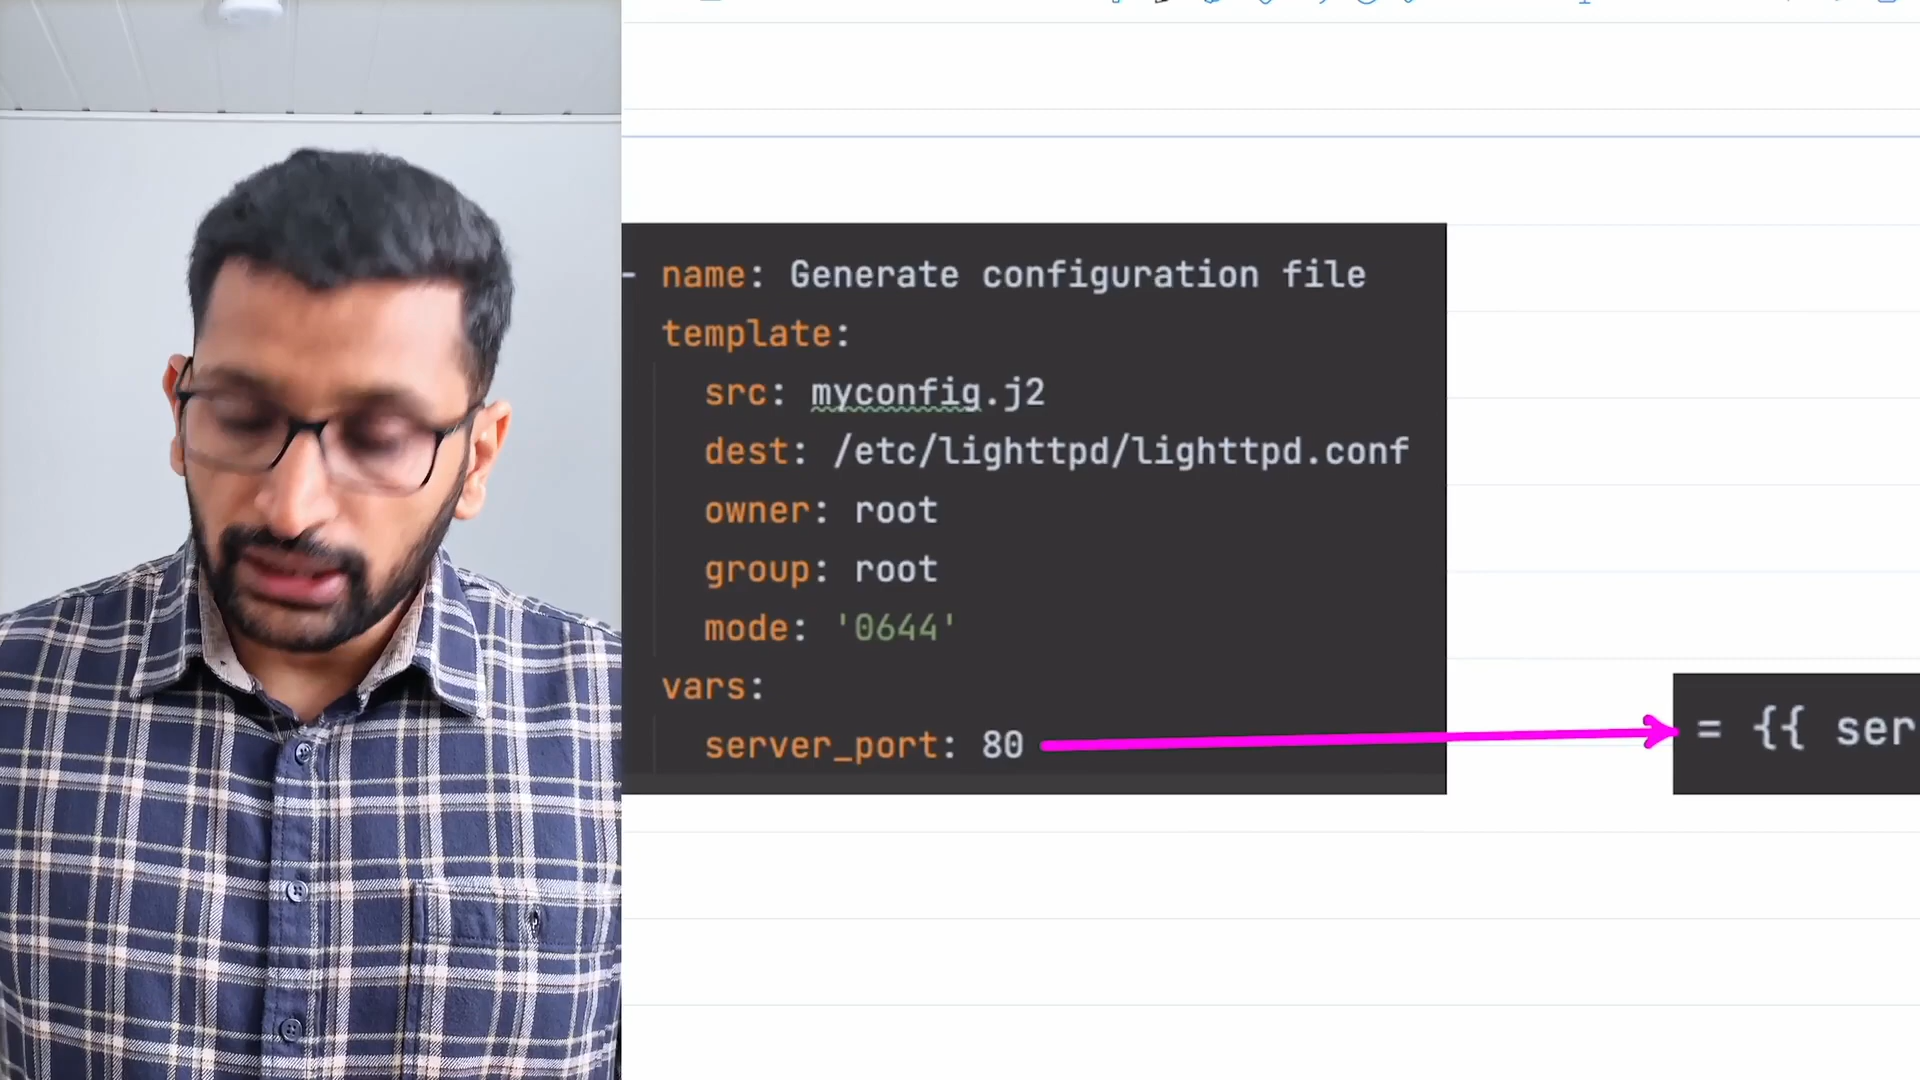 - name: Generate configuration file
template:
src: myconfig.j2
dest: /etc/lighttpd/lighttpd.conf
owner: root
group: root
mode: '0644'
vars:
server_port: 80
= {{ ser